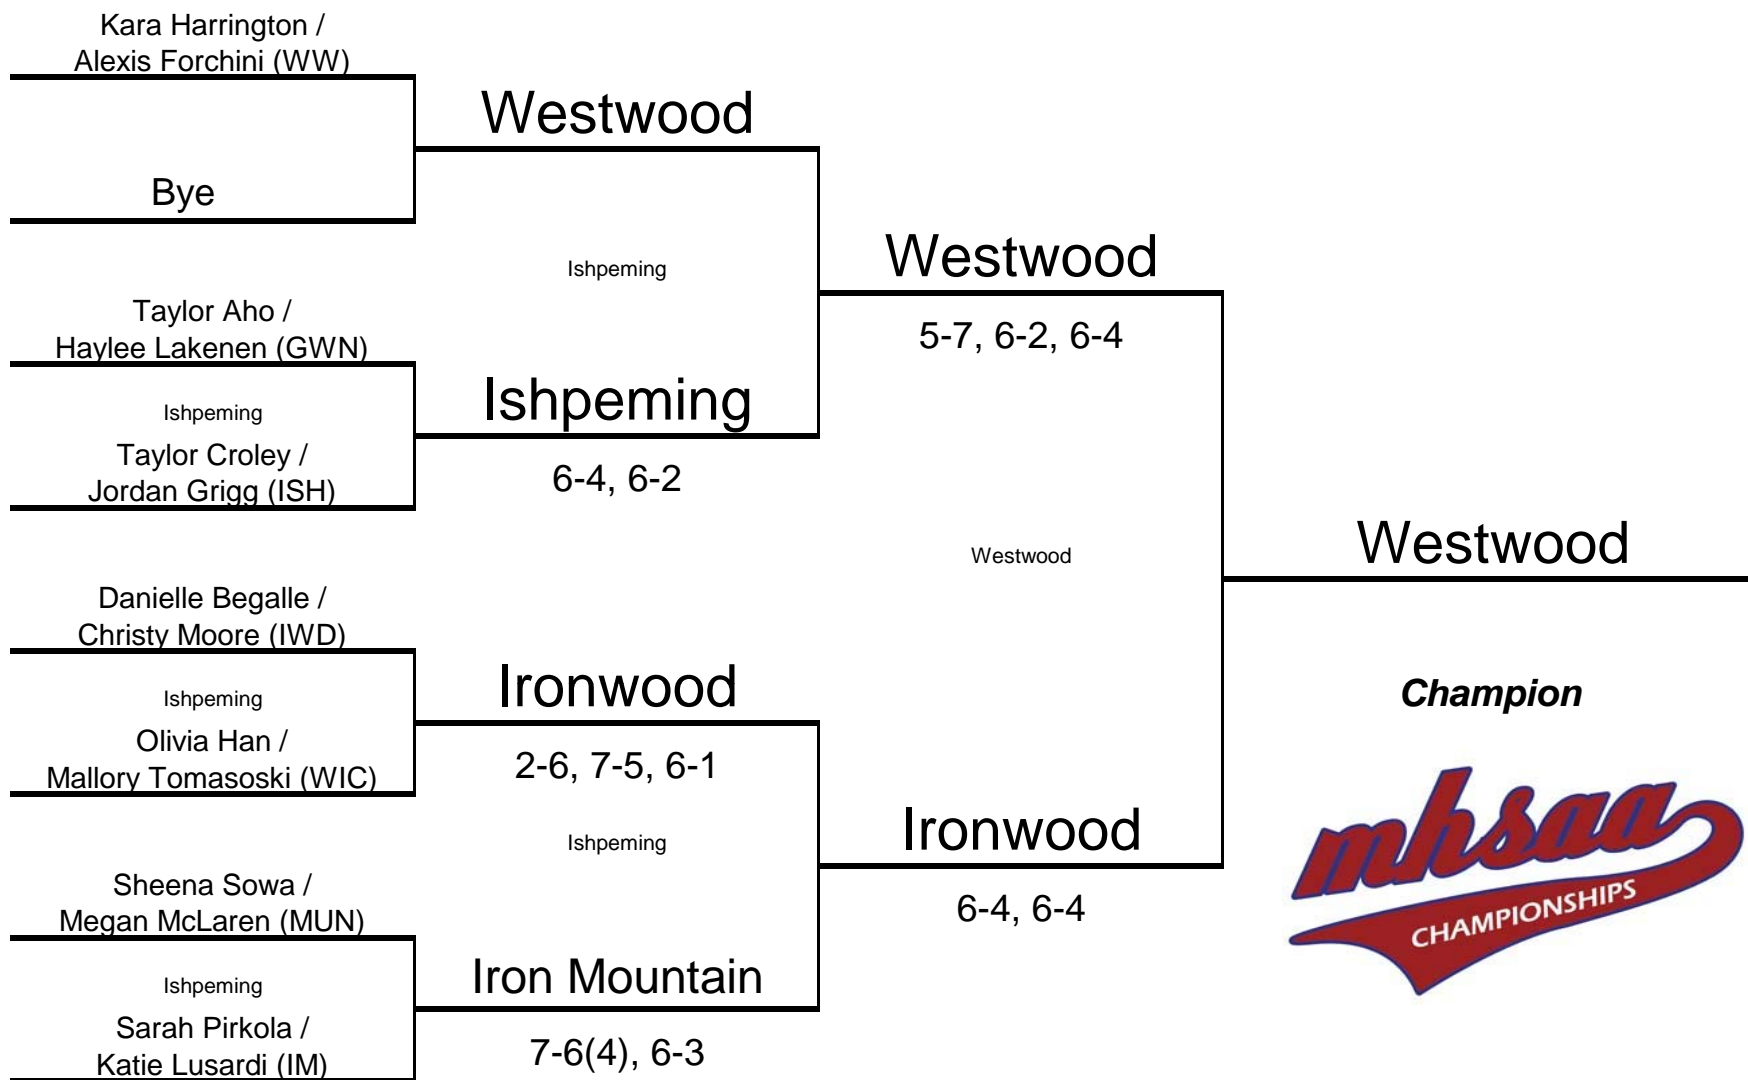 Kara Harrington /
Alexis Forchini (WW)
Westwood
Bye
Ishpeming
Westwood
Taylor Aho /
Haylee Lakenen (GWN)
5-7, 6-2, 6-4
Ishpeming
Ishpeming
Taylor Croley /
Jordan Grigg (ISH)
6-4, 6-2
Westwood
Westwood
Danielle Begalle /
Christy Moore (IWD)
Ironwood
Ishpeming
Champion
Olivia Han /
Mallory Tomasoski (WIC)
2-6, 7-5, 6-1
Ishpeming
Ironwood
mhsaa
CHAMPIONSHIPS
Sheena Sowa /
Megan McLaren (MUN)
6-4, 6-4
Iron Mountain
Ishpeming
Sarah Pirkola /
Katie Lusardi (IM)
7-6(4), 6-3